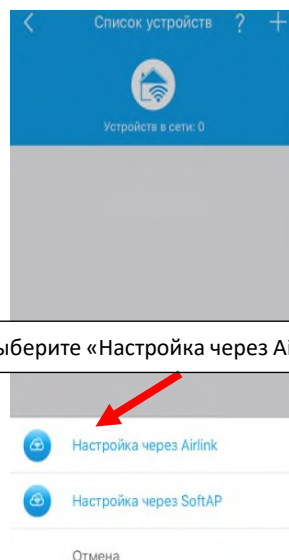 Список устройств ? +
Устройств в сети: 0
ыберите «Настройка через Ai
Настройка через Airlink
Настройка через SoftAP
Отмена